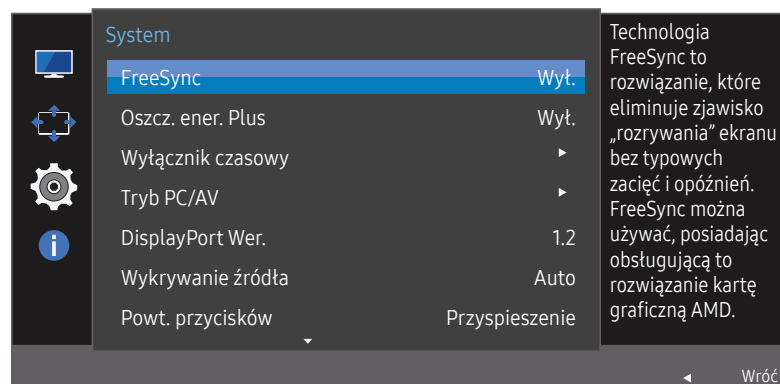 System
FreeSync Wył.
Oszcz. ener. Plus Wył.
Wyłącznik czasowy
Tryb PC/AV
DisplayPort Wer. 1.2
Wykrywanie źródła Auto
Powt. przycisków Przyspieszenie
Technologia
FreeSync to
rozwiązanie, które
eliminuje zjawisko
„rozrywania” ekranu
bez typowych
zacięć i opóźnień.
FreeSync można
używać, posiadając
obsługującą to
rozwiązanie kartę
graficzną AMD.
Wróć